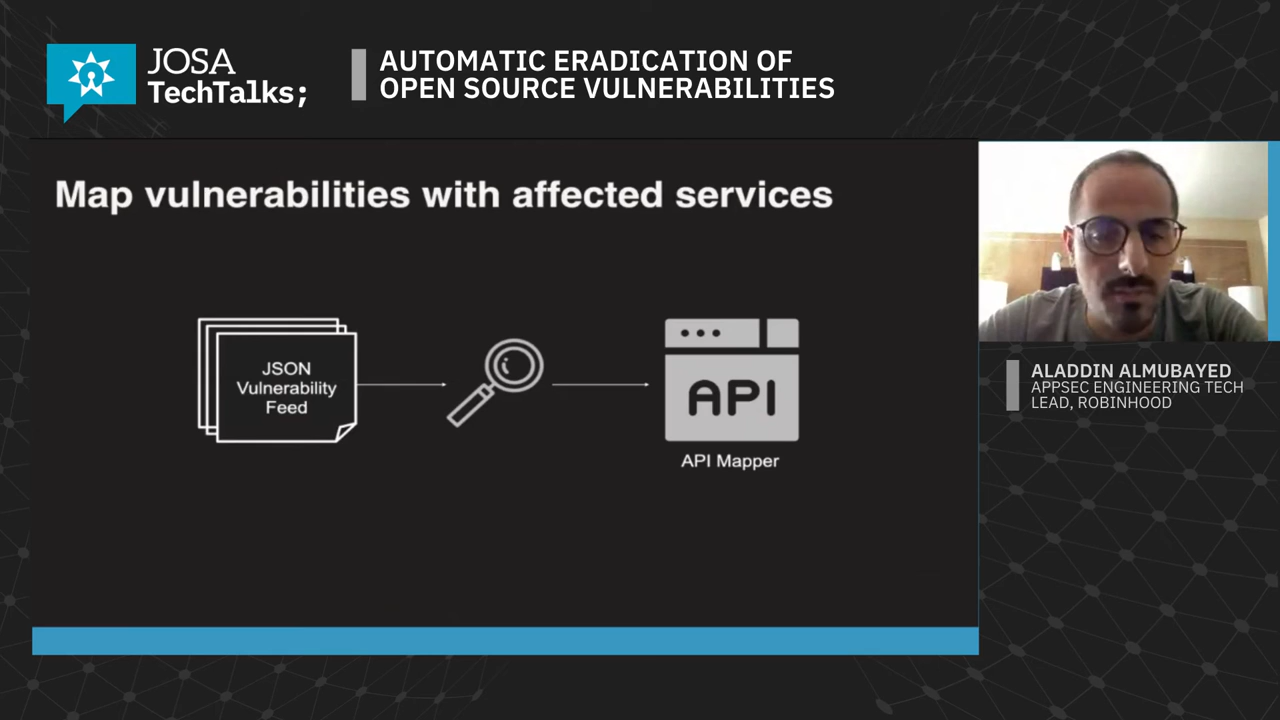 JOSA
TechTalks;
AUTOMATIC ERADICATION OF
OPEN SOURCE VULNERABILITIES
Map vulnerabilities with affected services
JSON
Vulnerability
Feed
API
API Mapper
ALADDIN ALMUBAYED
APPSEC ENGINEERING TECH
LEAD, ROBINHOOD